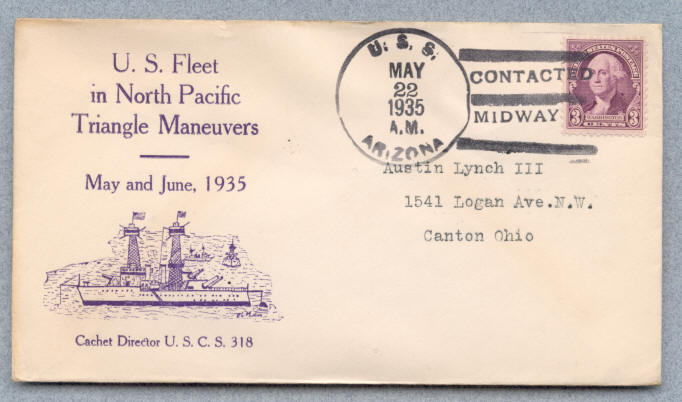 U. S. Fleet
in North Pacific
Triangle Maneuvers
May and June, 1935
Cachet Director U. S. C. S. 318
U. S. S.
MAY
22
1935
A.M.
ARIZONA
CONTACTED
MIDWAY
UNITED STATES POSTAGE
WASHINGTON
3 3
CENTS
Austin Lynch III
1541 Logan Ave.N.W.
Canton Ohio